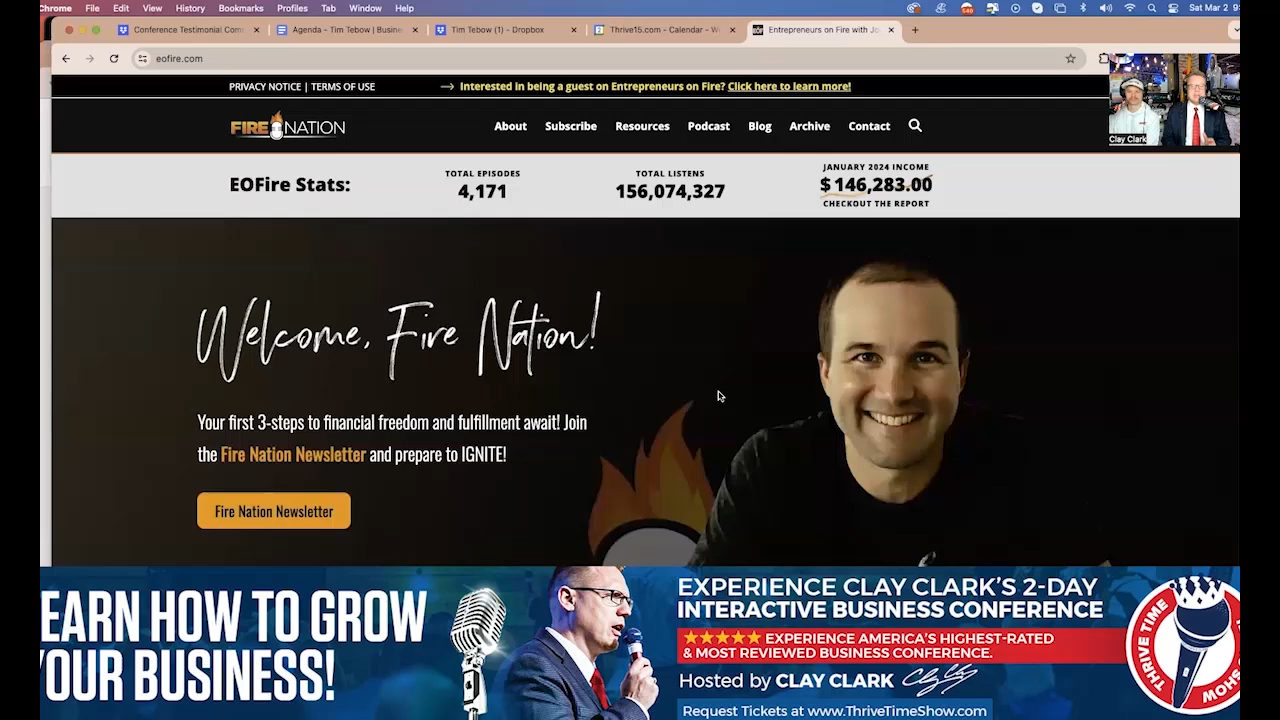 Chrome File Edit View History Bookmarks Profiles Tab Window Help
Sat Mar 2
Conference Testimonial Com
Agenda - Tim Tebow | Busine
Tim Tebow (1) - Dropbox
Thrive15.com - Calendar - W
Entrepreneurs on Fire with Jo
eofire.com
PRIVACY NOTICE | TERMS OF USE
Interested in being a guest on Entrepreneurs on Fire? Click here to learn more!
FIRE NATION
About Subscribe Resources Podcast Blog Archive Contact
Clay Clark
EOFire Stats:
TOTAL EPISODES
4,171
TOTAL LISTENS
156,074,327
JANUARY 2024 INCOME
$146,283.00
CHECKOUT THE REPORT
Welcome, Fire Nation!
Your first 3-steps to financial freedom and fulfillment await! Join
the Fire Nation Newsletter and prepare to IGNITE!
Fire Nation Newsletter
EARN HOW TO GROW
YOUR BUSINESS!
EXPERIENCE CLAY CLARK'S 2-DAY
INTERACTIVE BUSINESS CONFERENCE
★★★★★ EXPERIENCE AMERICA'S HIGHEST-RATED
& MOST REVIEWED BUSINESS CONFERENCE.
Hosted by CLAY CLARK
Request Tickets at www.ThriveTimeShow.com
THRIVE TIME SHOW